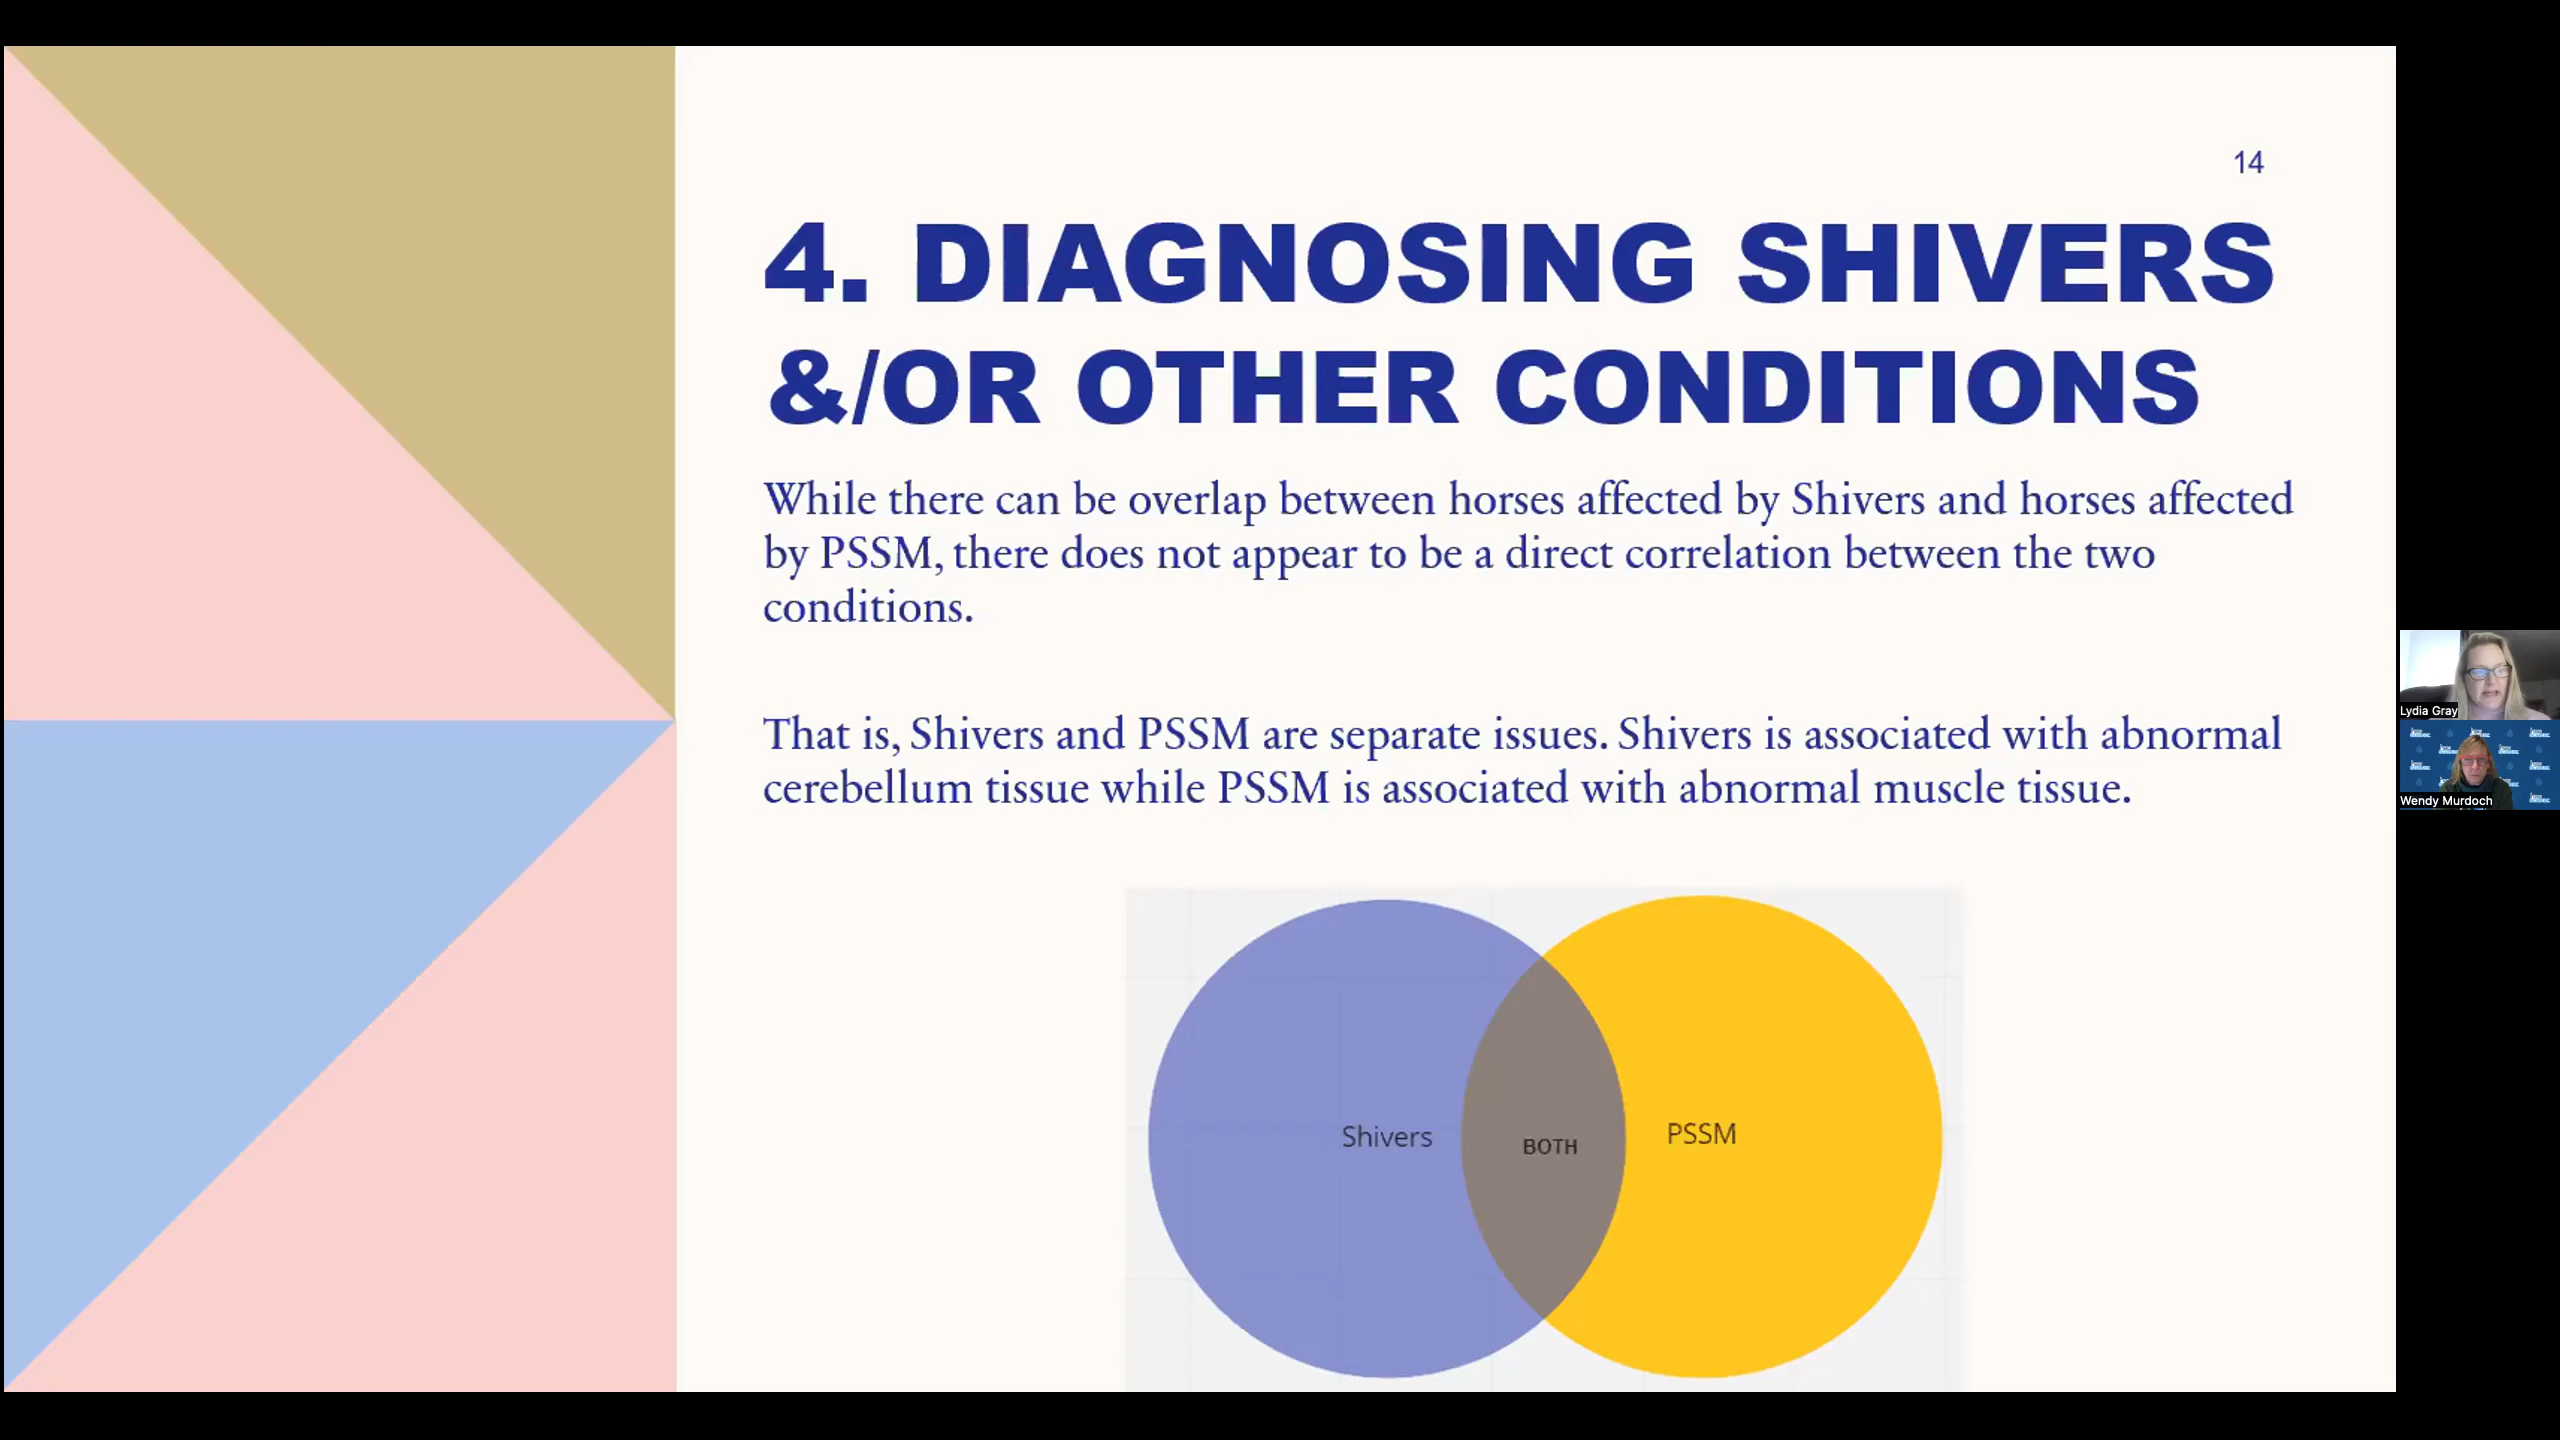 14
4. DIAGNOSING SHIVERS
&/OR OTHER CONDITIONS
While there can be overlap between horses affected by Shivers and horses affected
by PSSM, there does not appear to be a direct correlation between the two
conditions.
That is, Shivers and PSSM are separate issues. Shivers is associated with abnormal
cerebellum tissue while PSSM is associated with abnormal muscle tissue.
Shivers
BOTH
PSSM
Lydia Gray
Wendy Murdoch